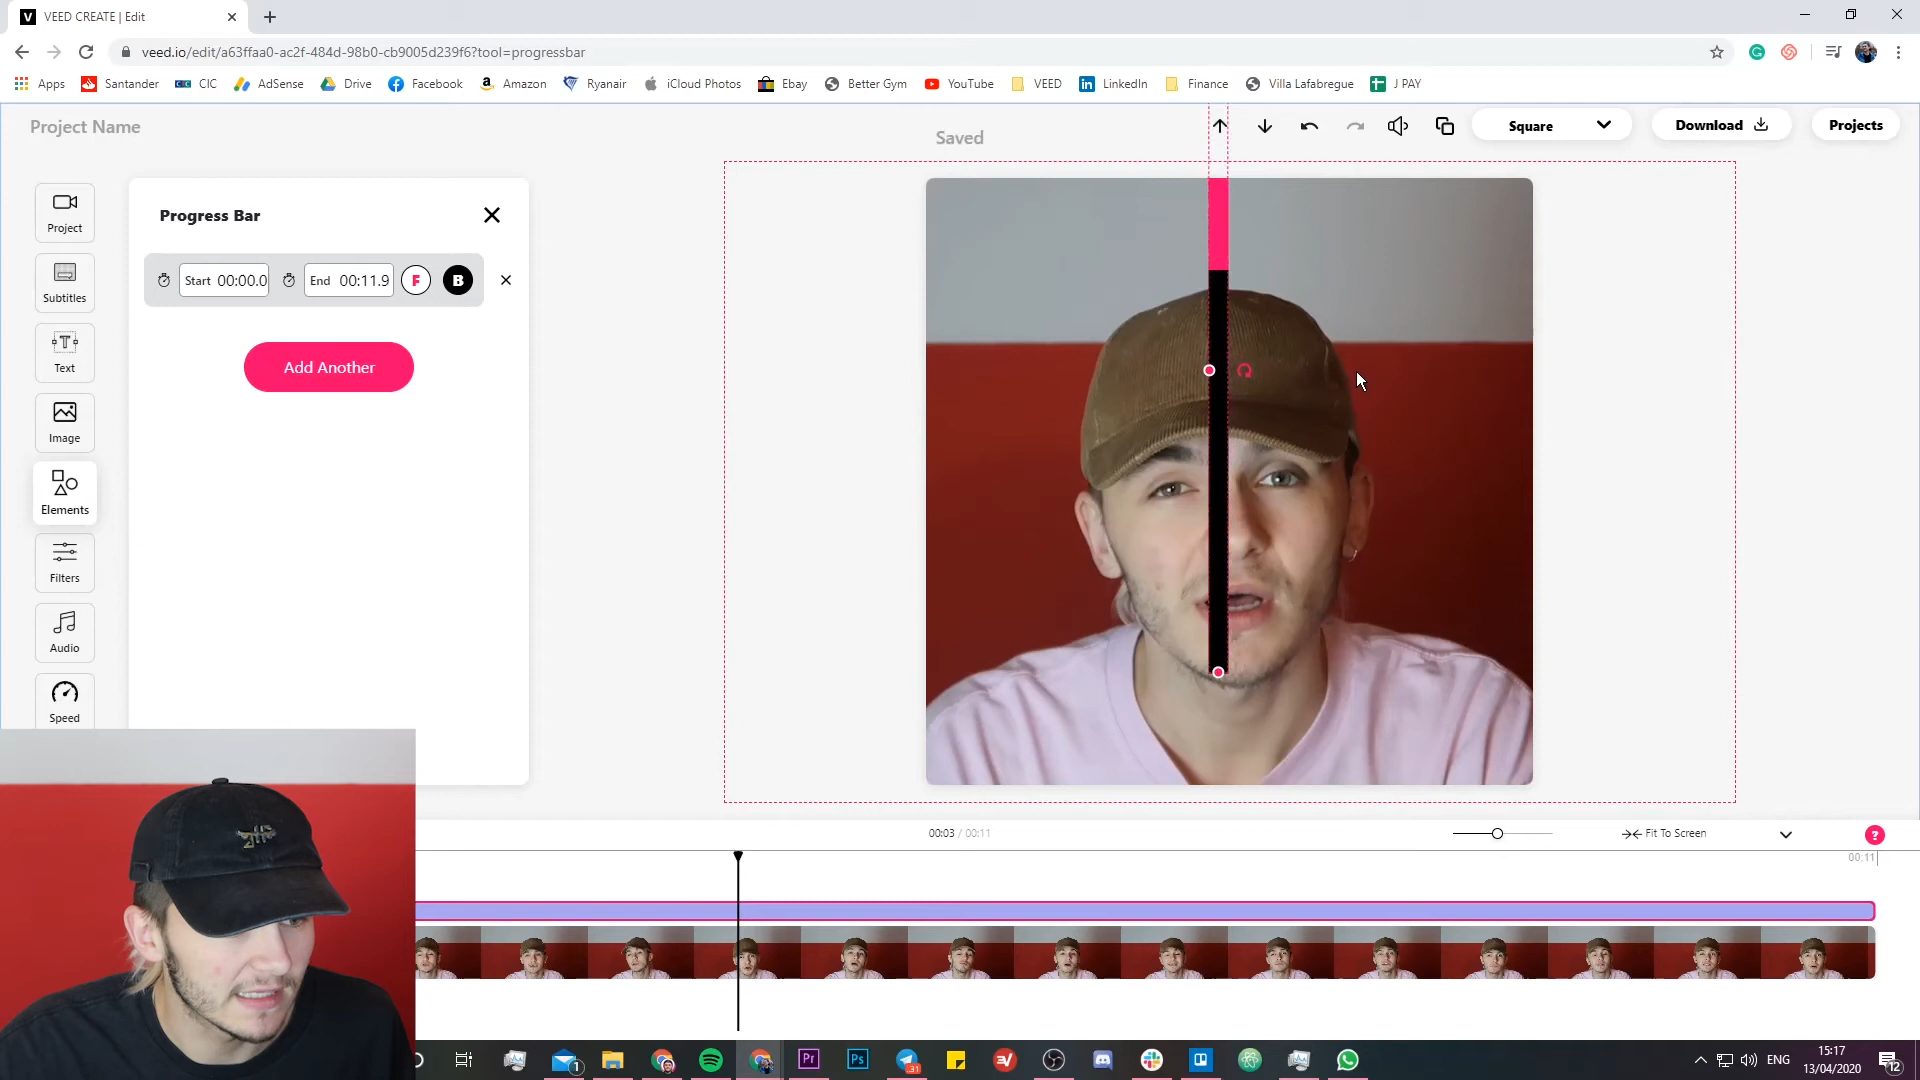 VEED CREATE | Edit
veed.io/edit/a63ffaa0-ac2f-484d-98b0-cb9005d239f6?tool=progressbar
Apps Santander CIC AdSense Drive Facebook Amazon Ryanair iCloud Photos Ebay Better Gym YouTube VEED LinkedIn Finance Villa Lafabregue J PAY
Project Name
Saved
Square
Download
Projects
Project
Subtitles
Text
Image
Elements
Filters
Audio
Speed
Progress Bar
Start 00:00.0 End 00:11.9 F B
Add Another
00:03 / 00:11
Fit To Screen
?
00:11
ENG
15:17
13/04/2020
12